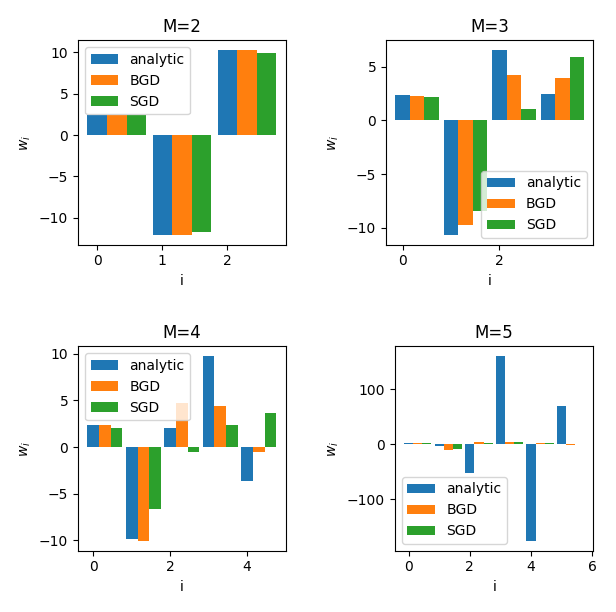 M=2
10
5
0
−5
−10
w_i
analytic
BGD
SGD
0
1
2
i
M=3
5
0
−5
−10
w_i
analytic
BGD
SGD
0
2
i
M=4
10
5
0
−5
−10
w_i
analytic
BGD
SGD
0
2
4
i
M=5
100
0
−100
w_i
analytic
BGD
SGD
0
2
4
6
i